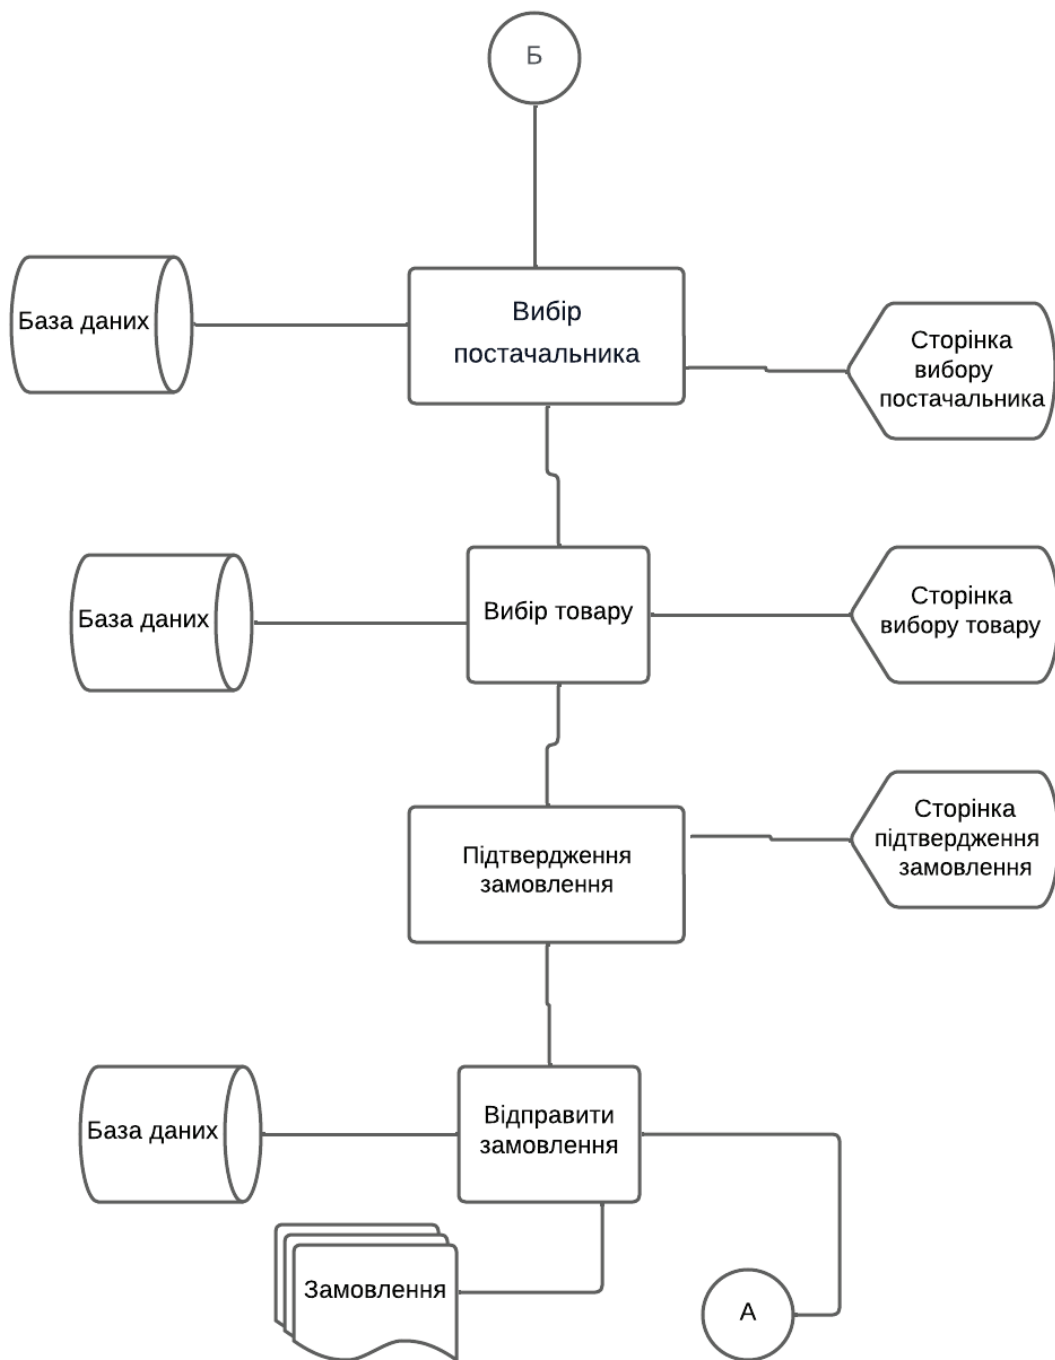 Б
База даних
Вибір
постачальника
Сторінка
вибору
постачальника
База даних
Вибір товару
Сторінка
вибору товару
Підтвердження
замовлення
Сторінка
підтвердження
замовлення
База даних
Відправити
замовлення
Замовлення
А